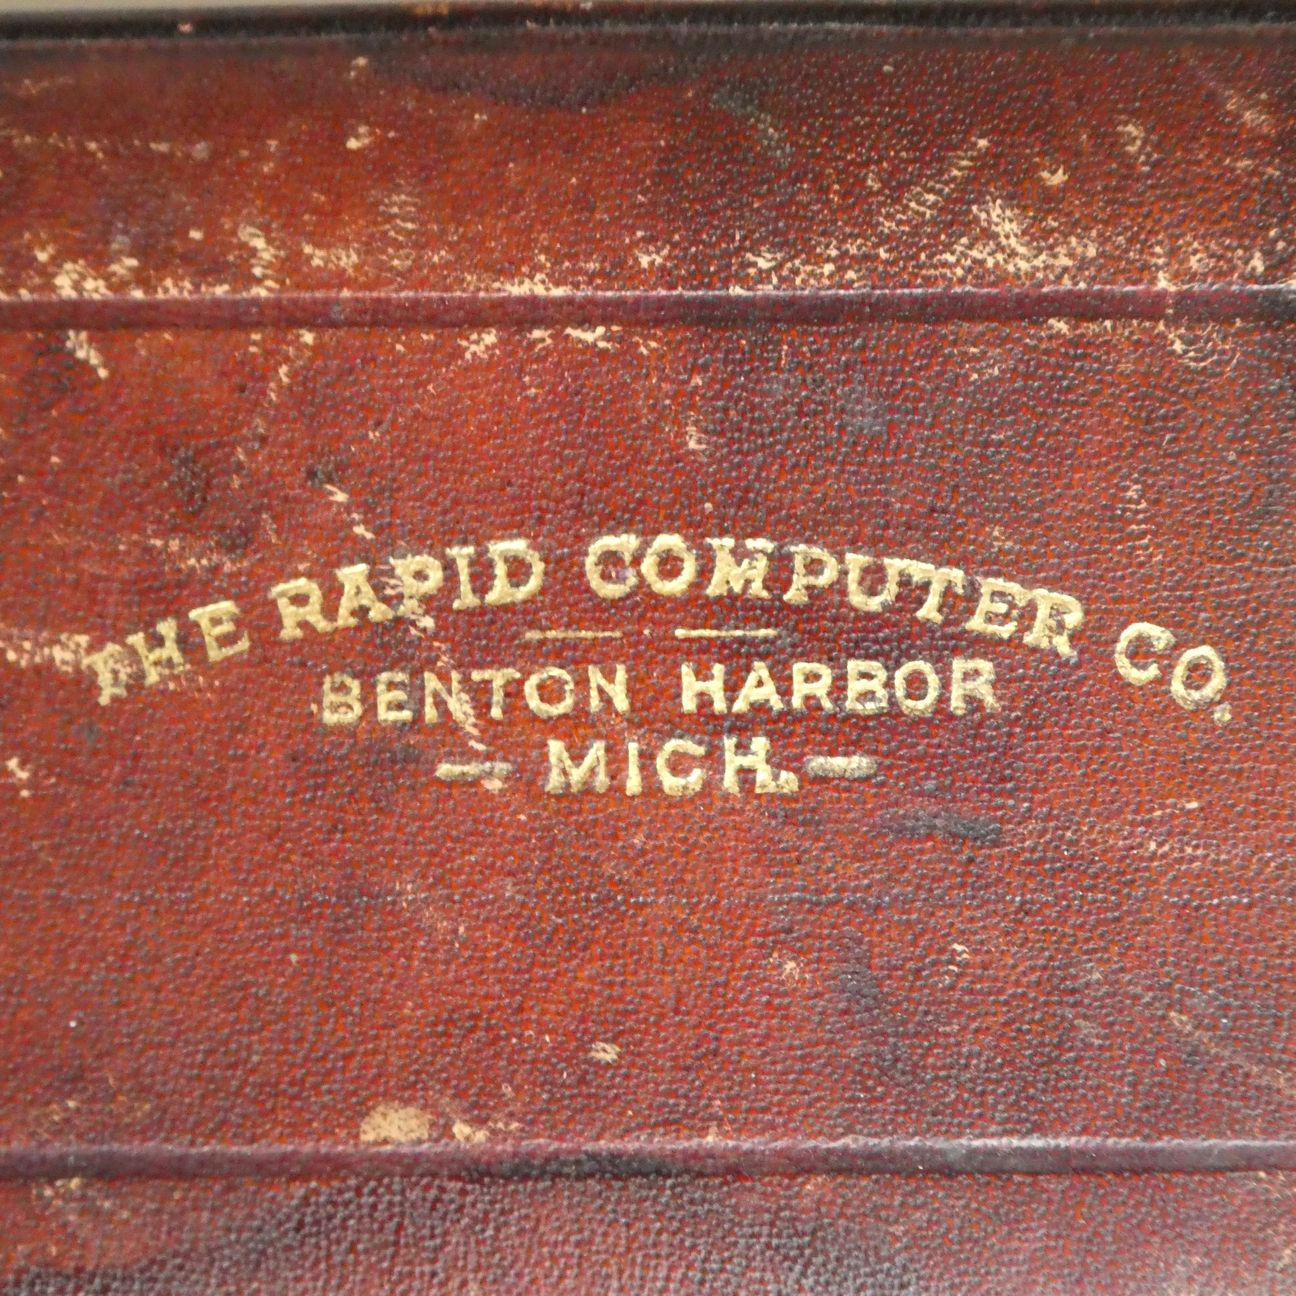 THE RAPID COMPUTER CO.
BENTON HARBOR
— MICH. —